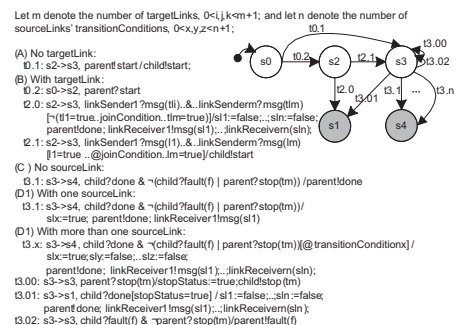 Let m denote the number of targetLinks, 0<i,j,k<m+1; and let n denote the number of
sourceLinks' transitionConditions, 0<x,y,z<n+1;
t0.1
(A) No targetLink:
t0.1: s2->s3, parent!start /child!start;
(B) With targetLink:
t0.2: s0->s2, parent?start
t2.0: s2->s3, linkSender1?msg(tli)..&..linkSenderm?msg(tlm)
[¬(tl1=true..joinCondition..tlm=true)]/sl1:=false;..;sln:=false;
parent!done; linkReceiver1!msg(sl1);..;linkReceivern(sln);
t2.1: s2->s3, linkSender?msg(l1)..&..linkSenderm?msg(lm)
[l1=true ..@joinCondition..lm=true]/child!start
s0
t0.2
s2
t2.1
s3
t3.00
t3.02
t2.0
t3.01
t3.1
...
t3.n
s1
s4
(C ) No sourceLink:
t3.1: s3->s4, child?done & ¬(child?fault(f) | parent?stop(tm)) /parent!done
(D1) With one sourceLink:
t3.1: s3->s4, child?done & ¬(child?fault(f) | parent?stop(tm))/
slx:=true; parent!done; linkReceiver1!msg(sl1)
(D1) With more than one sourceLink:
t3.x: s3->s4, child?done & ¬(child?fault(f) | parent?stop(tm))[@transitionConditionx] /
slx:=true;sly:=false;..slz:=false;
parent!done; linkReceiver1!msg(sl1);..;linkReceivern(sln);
t3.00: s3->s3, parent?stop(tm)/stopStatus:=true;child!stop(tm)
t3.01: s3->s1, child?done[stopStatus=true] / sl1:=false;..;sln:=false;
parent!done; linkReceiver1!msg(sl1);..;linkReceivern(sln);
t3.02: s3->s3, child?fault(f) & ¬parent?stop(tm)/parent!fault(f)